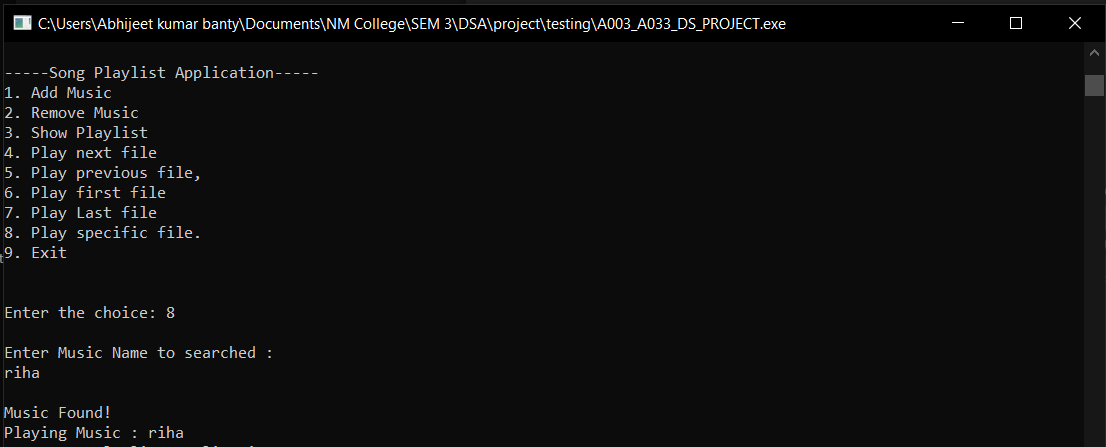 C:\Users\Abhijeet kumar banty\Documents\NM College\SEM 3\DSA\project\testing\A003_A033_DS_PROJECT.exe
-----Song Playlist Application-----
1. Add Music
2. Remove Music
3. Show Playlist
4. Play next file
5. Play previous file,
6. Play first file
7. Play Last file
8. Play specific file.
9. Exit
Enter the choice: 8
Enter Music Name to searched :
riha
Music Found!
Playing Music : riha